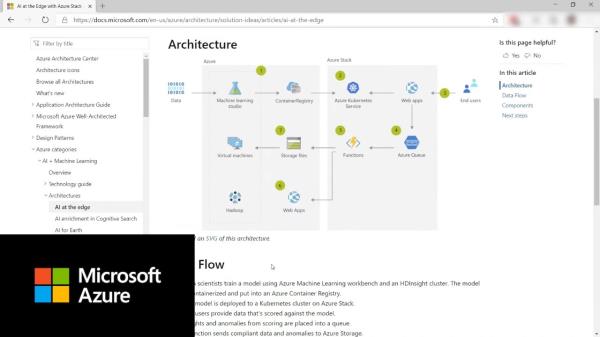 AI at the Edge with Azure Stack
https://docs.microsoft.com/en-us/azure/architecture/solution-ideas/articles/ai-at-the-edge
Filter by title
Azure Architecture Center
Architecture icons
Browse all Architectures
What's new
Application Architecture Guide
Microsoft Azure Well-Architected
Framework
Design Patterns
Azure categories
AI + Machine Learning
Overview
Technology guide
Architectures
AI at the edge
AI enrichment in Cognitive Search
AI for Earth
Architecture
Azure
Azure Stack
1
2
3
Data
Machine learning
studio
ContainerRegistry
Azure Kubernetes
Service
Web apps
End users
7
5
4
Virtual machines
Storage files
Functions
Azure Queue
6
Hadoop
Web Apps
an SVG of this architecture.
Flow
scientists train a model using Azure Machine Learning workbench and an HDInsight cluster. The model
ontainerized and put into an Azure Container Registry.
model is deployed to a Kubernetes cluster on Azure Stack.
users provide data that's scored against the model.
ghts and anomalies from scoring are placed into a queue.
nction sends compliant data and anomalies to Azure Storage.
Is this page helpful?
Yes No
In this article
Architecture
Data Flow
Components
Next steps
Microsoft
Azure